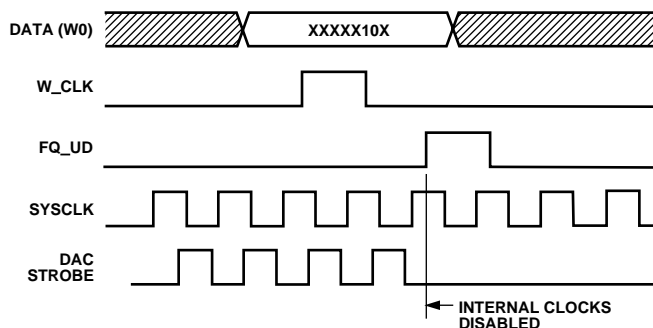 DATA (W0)
XXXXX10X
W_CLK
FQ_UD
SYSCLK
DAC
STROBE
INTERNAL CLOCKS
DISABLED